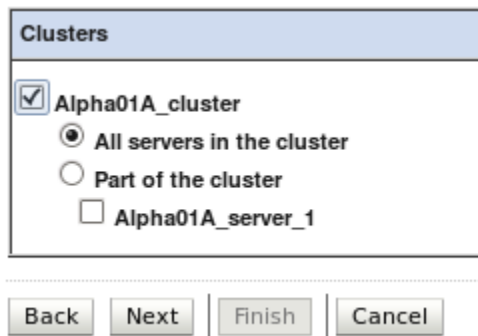 Clusters
Alpha01A_cluster
All servers in the cluster
Part of the cluster
Alpha01A_server_1
Back Next Finish Cancel